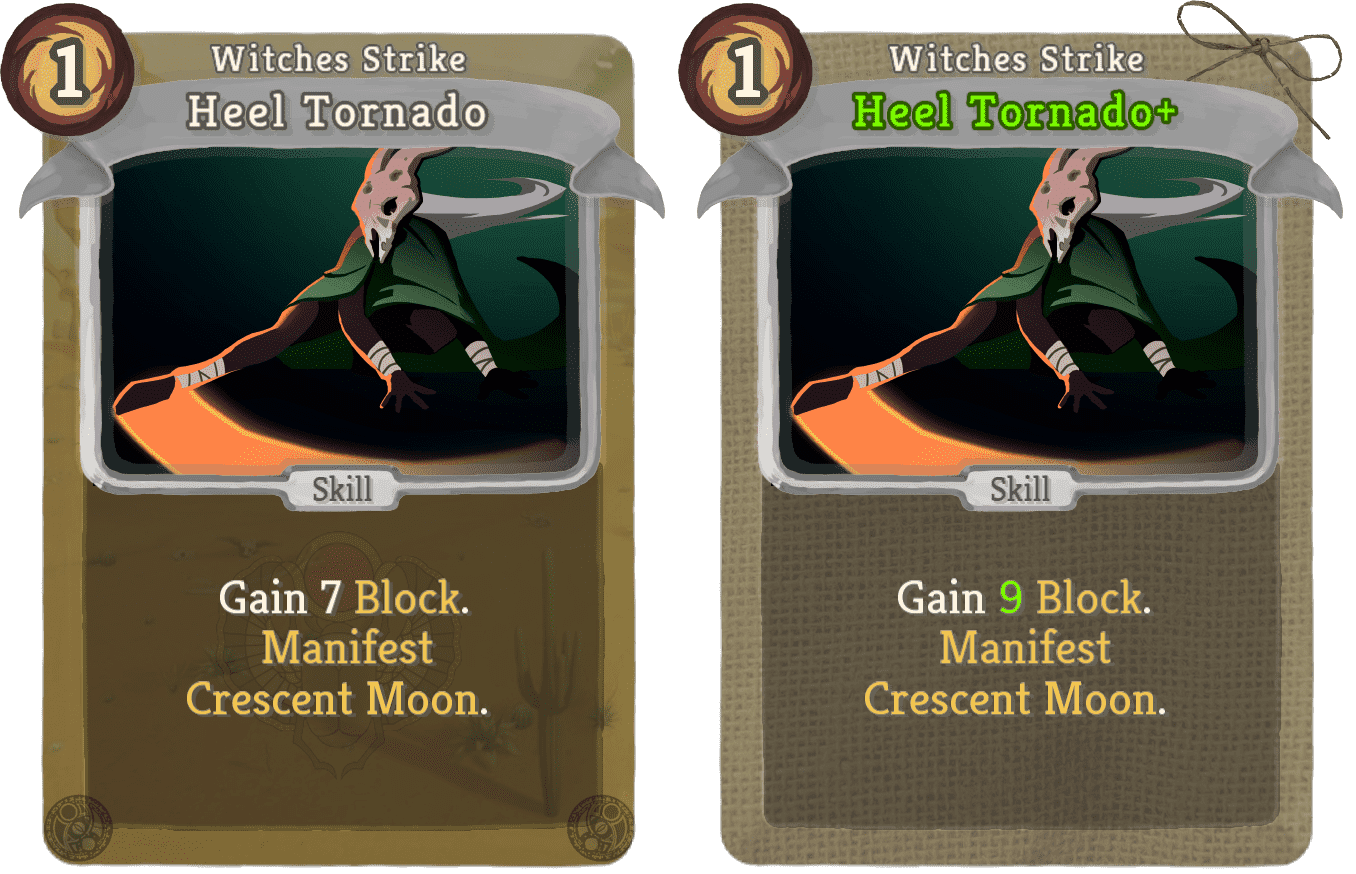 1
Witches Strike
Heel Tornado
Skill
Gain 7 Block.
Manifest
Crescent Moon.
1
Witches Strike
Heel Tornado+
Skill
Gain 9 Block.
Manifest
Crescent Moon.